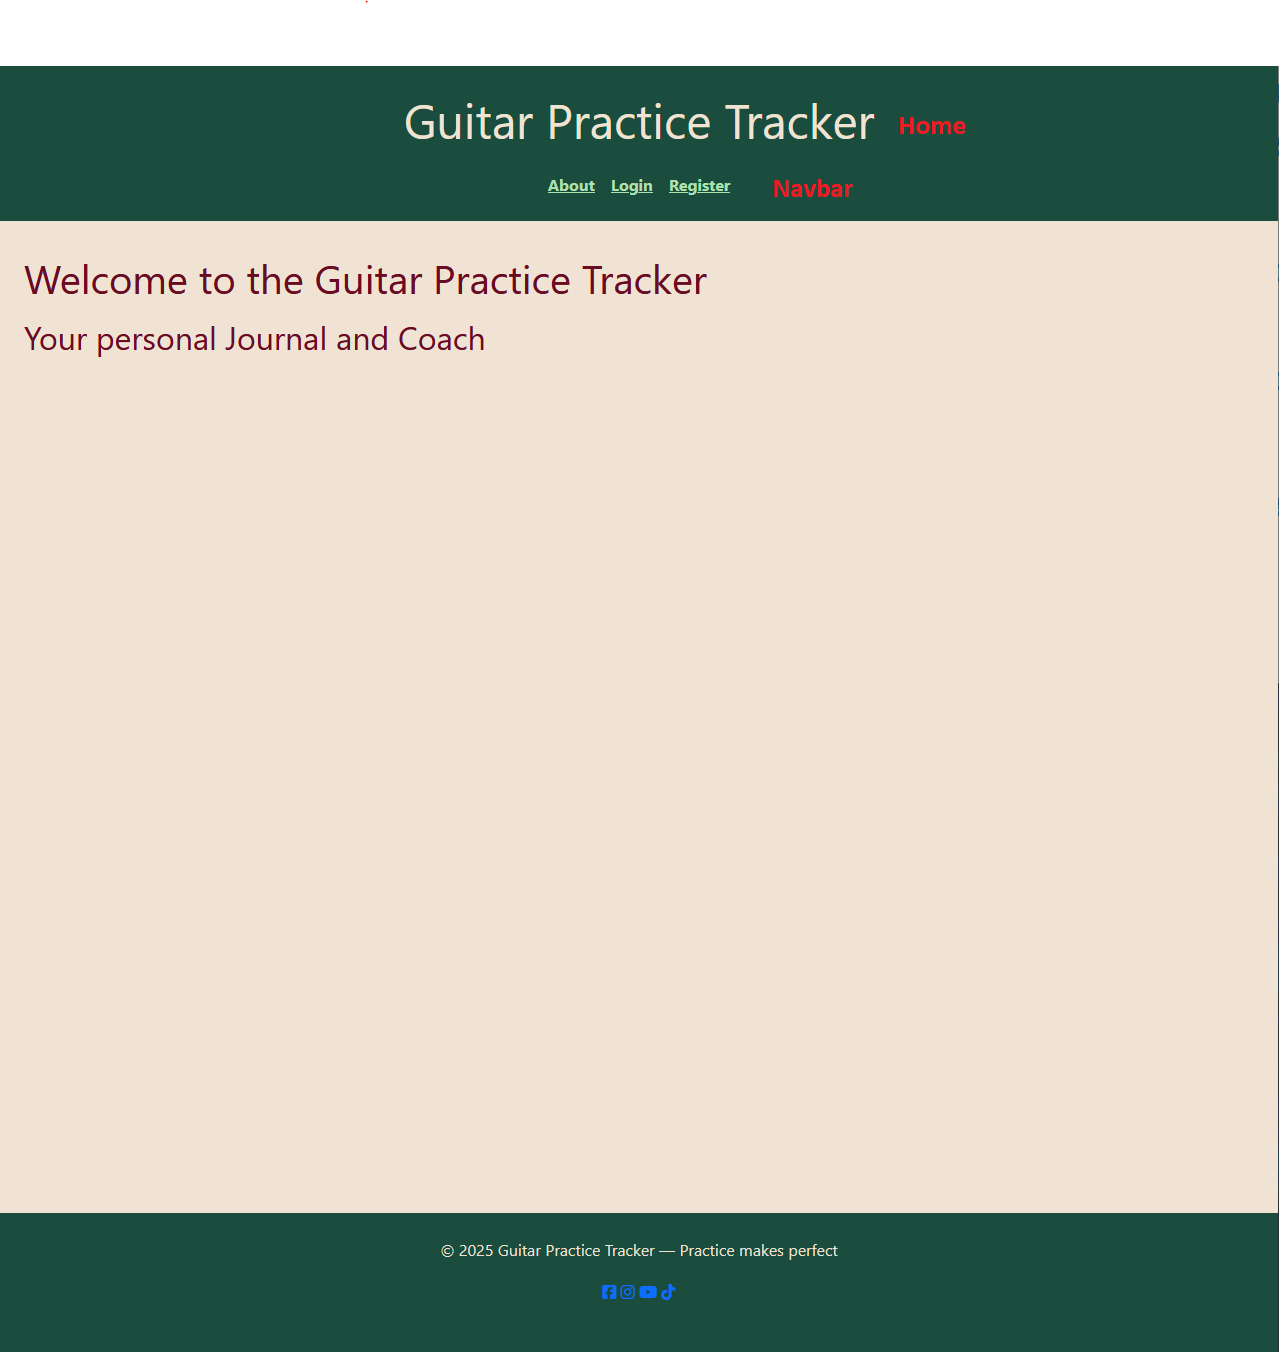 Guitar Practice Tracker Home
About Login Register Navbar
Welcome to the Guitar Practice Tracker
Your personal Journal and Coach
© 2025 Guitar Practice Tracker — Practice makes perfect